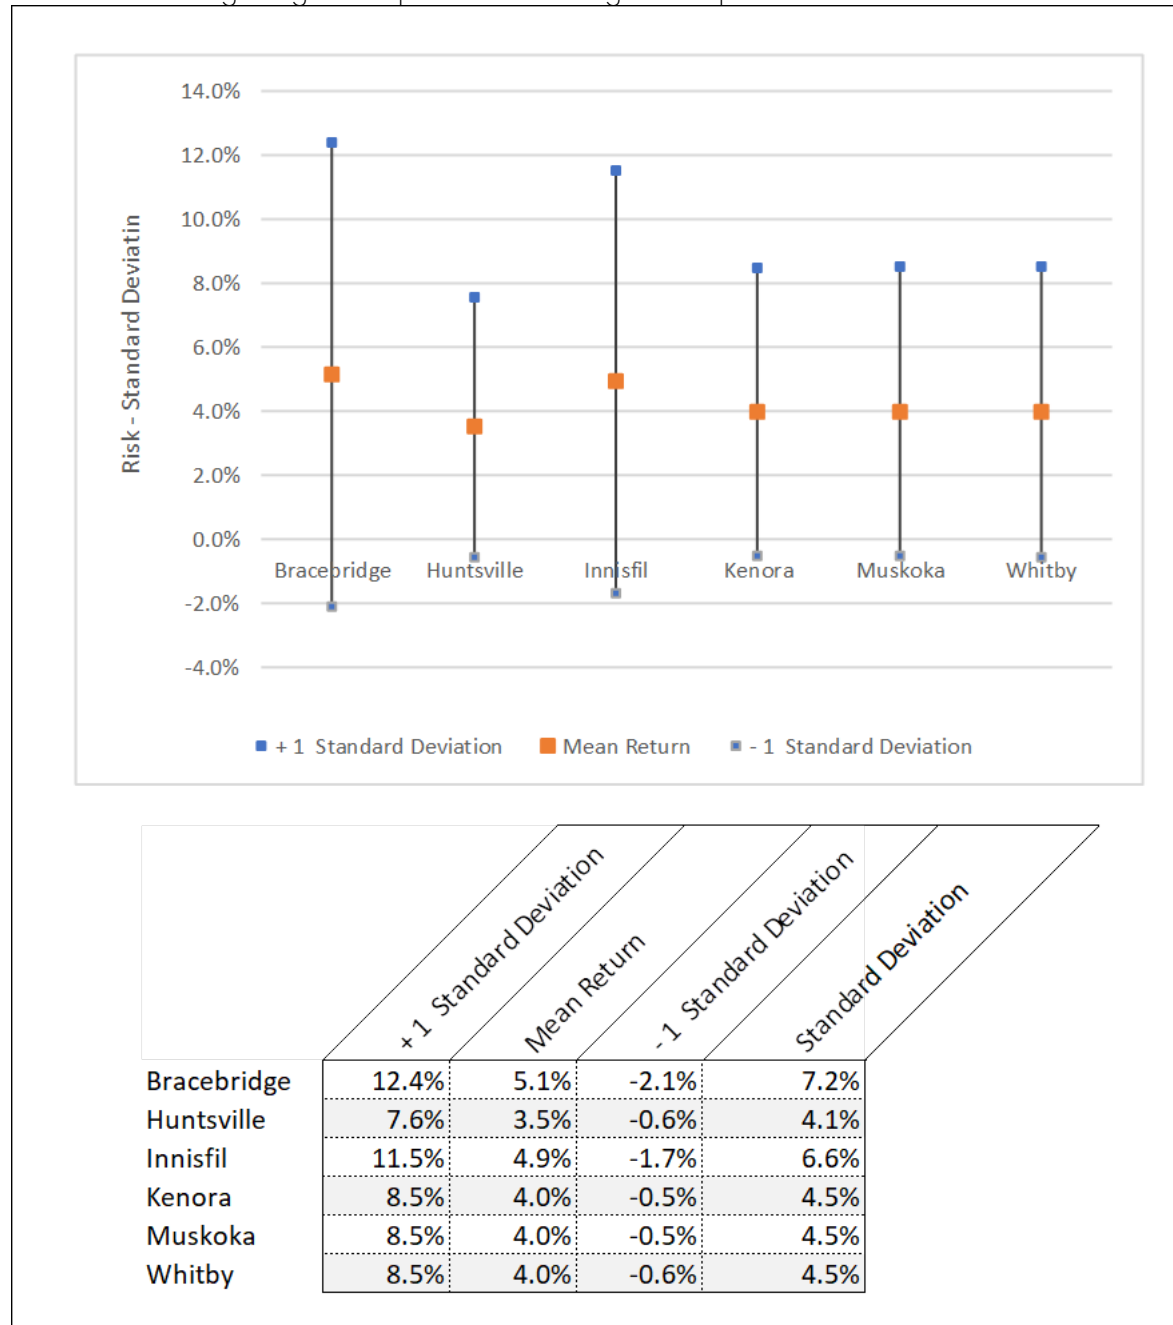 14.0%
12.0%
10.0%
8.0%
6.0%
4.0%
2.0%
0.0%
-2.0%
-4.0%
Risk - Standard Deviatin
Bracebridge Huntsville Innisfil Kenora Muskoka Whitby
+ 1 Standard Deviation Mean Return - 1 Standard Deviation
+ 1 Standard Deviation
Mean Return
- 1 Standard Deviation
Standard Deviation
Bracebridge 12.4% 5.1% -2.1% 7.2%
Huntsville 7.6% 3.5% -0.6% 4.1%
Innisfil 11.5% 4.9% -1.7% 6.6%
Kenora 8.5% 4.0% -0.5% 4.5%
Muskoka 8.5% 4.0% -0.5% 4.5%
Whitby 8.5% 4.0% -0.6% 4.5%